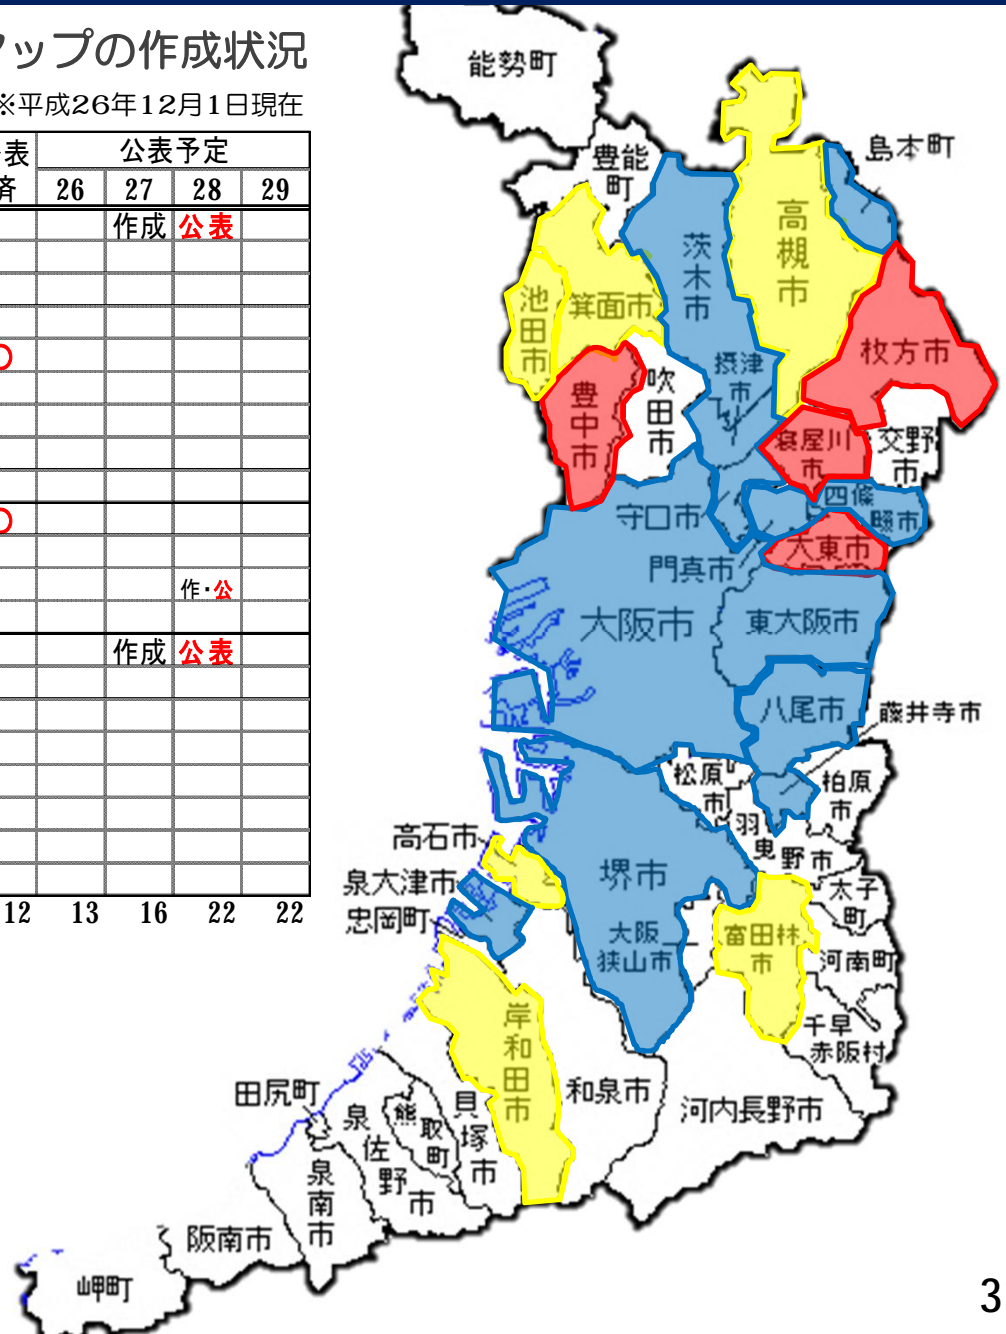 マップの作成状況
※平成26年12月1日現在
表 公表予定
済 26 27 28 29
作成 公表
○
○
作・公
作成 公表
12 13 16 22 22
能勢町
豊能
町
島本町
高
槻
市
茨
木
市
池
田
市
箕面市
枚方市
摂津
市
吹
田
市
豊
中
市
寝屋川
市
交野
市
四條
畷市
守口市
門真市
大東市
大阪市
東大阪市
八尾市
藤井寺市
松原
市
柏原
市
羽
曳野市
高石市
泉大津市
忠岡町
堺市
太子
町
大阪
狭山市
富田林
市
河南町
千早
赤阪村
岸
和
田
市
和泉市
河内長野市
田尻町
泉
佐
野
市
熊
取
町
貝
塚
市
泉
南
市
阪南市
岬町
3